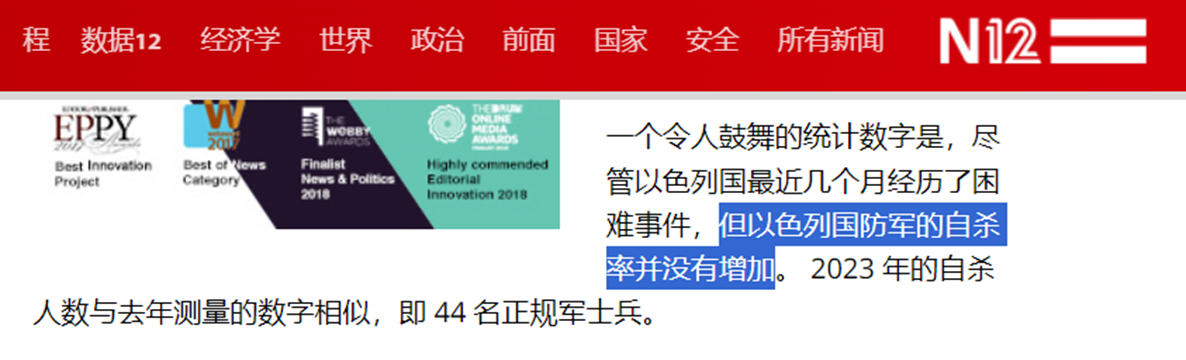 程 数据12 经济学 世界 政治 前面 国家 安全 所有新闻 N12
EPPY
AWARDS
2017
Best Innovation
Project
W
2017
Best of News
Category
THE
WEBBY
AWARDS
Finalist
News & Politics
2018
THE DRUM
ONLINE
MEDIA
AWARDS
Highly commended
Editorial
Innovation 2018
一个令人鼓舞的统计数字是，尽
管以色列国最近几个月经历了困
难事件，但以色列国防军的自杀
率并没有增加。 2023 年的自杀
人数与去年测量的数字相似，即 44 名正规军士兵。